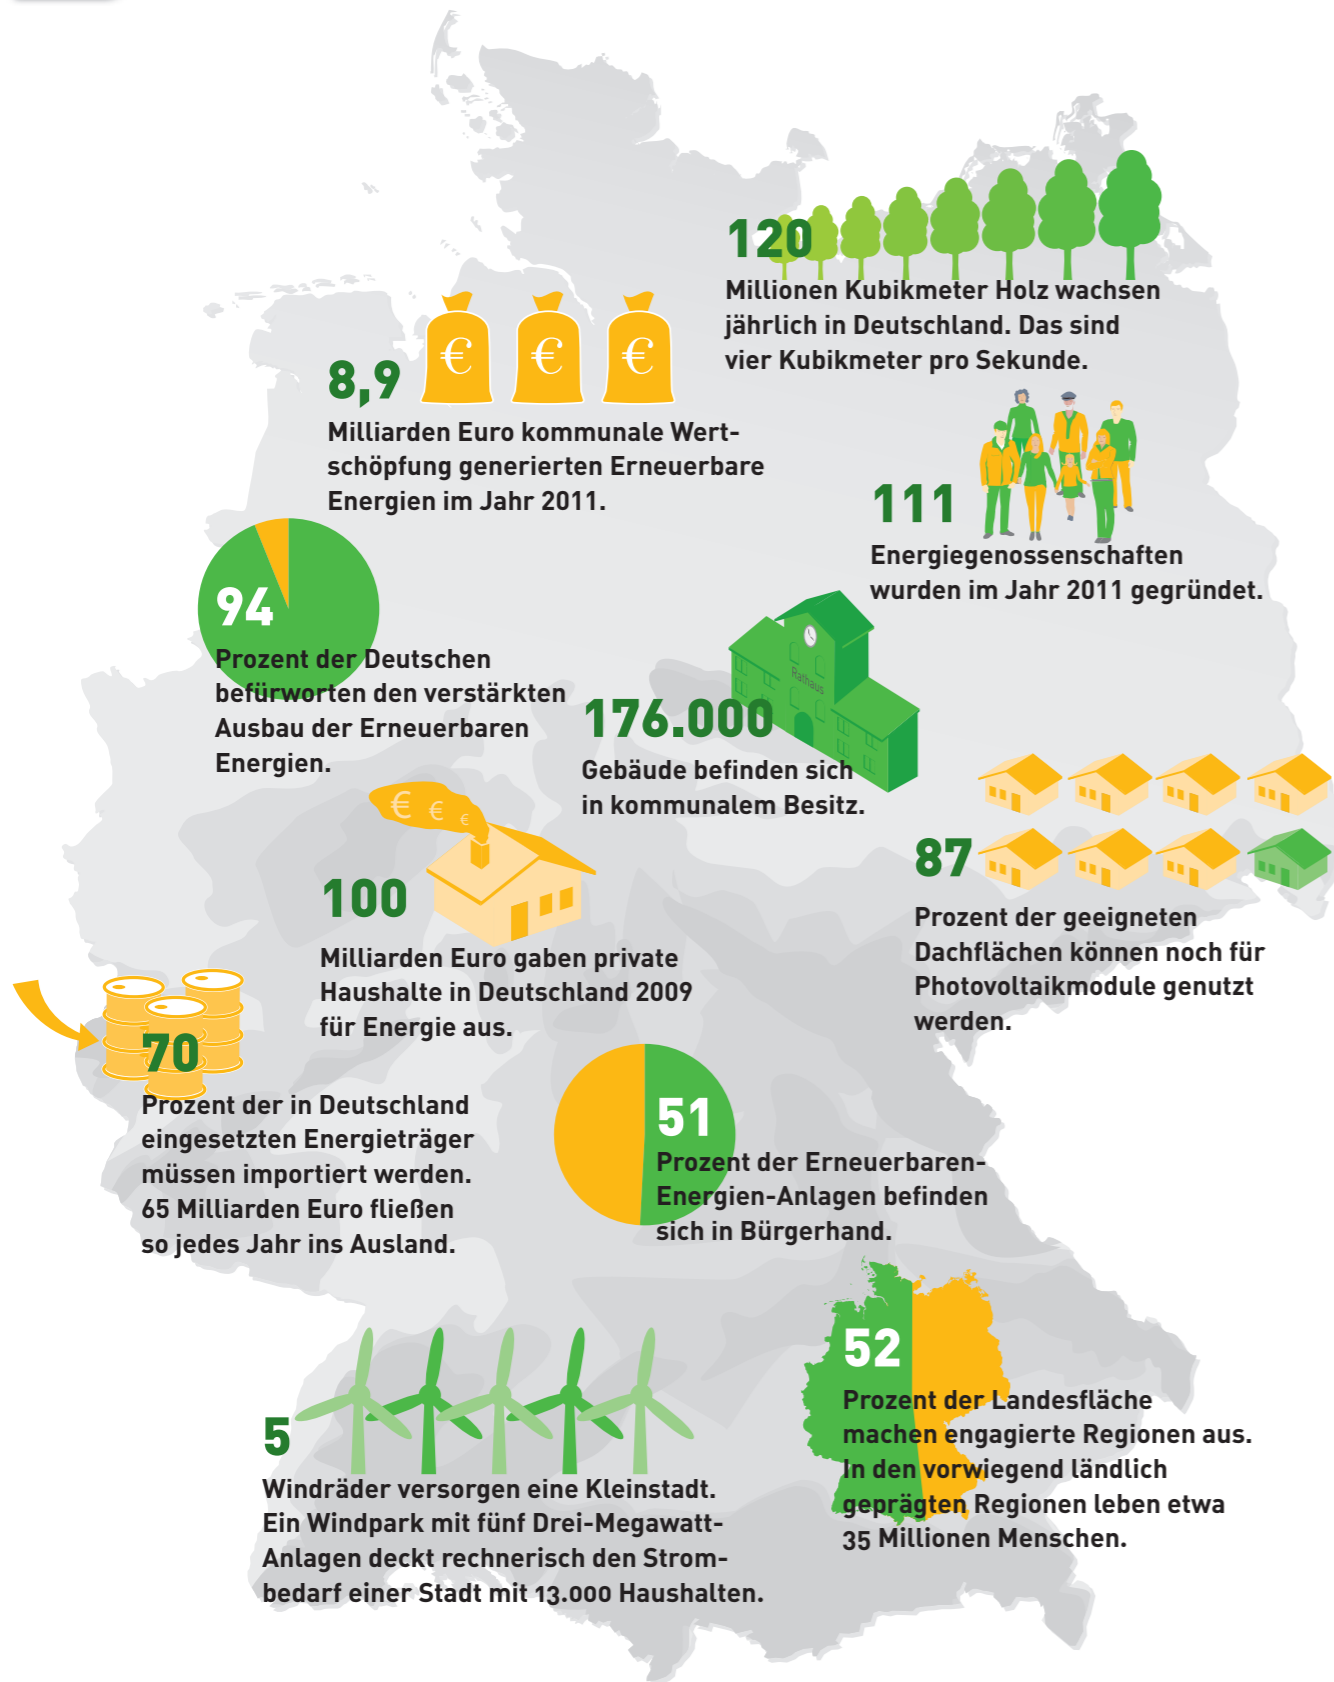 120
Millionen Kubikmeter Holz wachsen
jährlich in Deutschland. Das sind
vier Kubikmeter pro Sekunde.
€ € €
8,9
Milliarden Euro kommunale Wert-
schöpfung generierten Erneuerbare
Energien im Jahr 2011.
111
Energiegenossenschaften
wurden im Jahr 2011 gegründet.
94
Prozent der Deutschen
befürworten den verstärkten
Ausbau der Erneuerbaren
Energien.
Rathaus
176.000
Gebäude befinden sich
in kommunalem Besitz.
€ € €
100
Milliarden Euro gaben private
Haushalte in Deutschland 2009
für Energie aus.
87
Prozent der geeigneten
Dachflächen können noch für
Photovoltaikmodule genutzt
werden.
70
Prozent der in Deutschland
eingesetzten Energieträger
müssen importiert werden.
65 Milliarden Euro fließen
so jedes Jahr ins Ausland.
51
Prozent der Erneuerbaren-
Energien-Anlagen befinden
sich in Bürgerhand.
52
Prozent der Landesfläche
machen engagierte Regionen aus.
In den vorwiegend ländlich
geprägten Regionen leben etwa
35 Millionen Menschen.
5
Windräder versorgen eine Kleinstadt.
Ein Windpark mit fünf Drei-Megawatt-
Anlagen deckt rechnerisch den Strom-
bedarf einer Stadt mit 13.000 Haushalten.